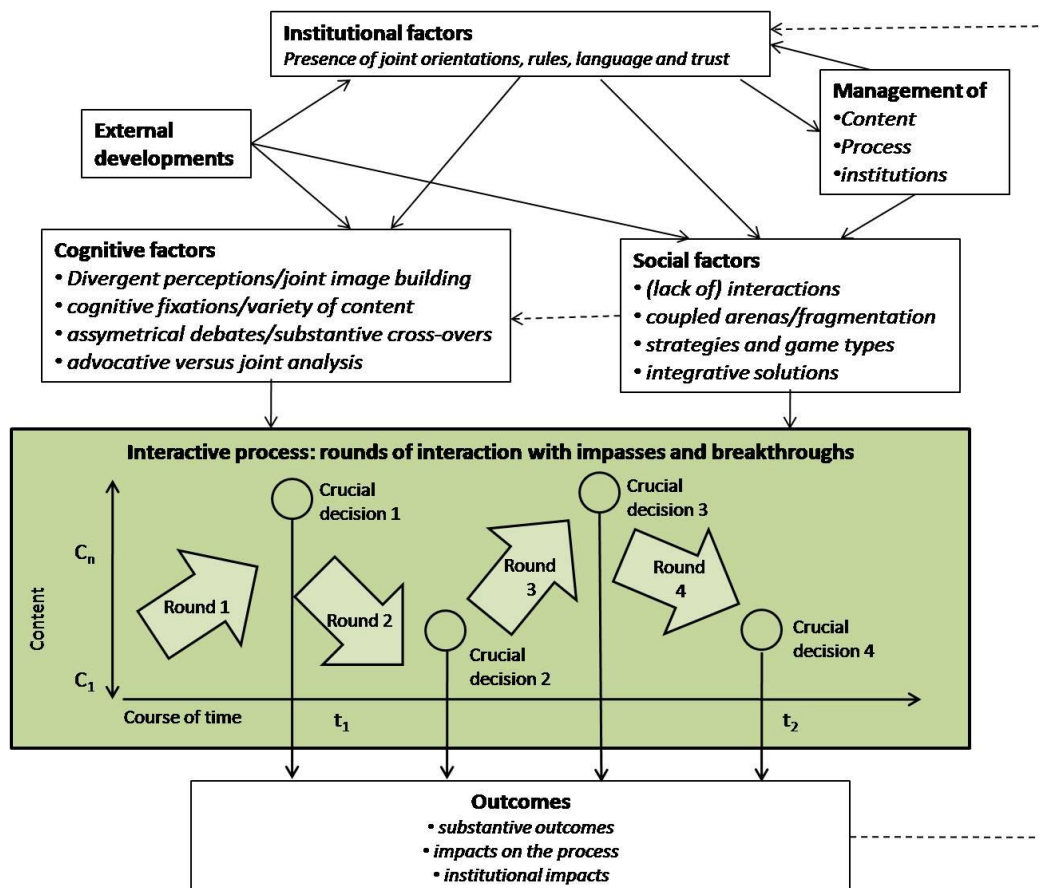 Institutional factors
Presence of joint orientations, rules, language and trust
Management of
•Content
•Process
•institutions
External
developments
Cognitive factors
• Divergent perceptions/joint image building
• cognitive fixations/variety of content
• assymetrical debates/substantive cross-overs
• advocative versus joint analysis
Social factors
• (lack of) interactions
• coupled arenas/fragmentation
• strategies and game types
• integrative solutions
Interactive process: rounds of interaction with impasses and breakthroughs
Content
Cn
C1
Round 1
Crucial
decision 1
Round 2
Crucial
decision 2
Round
3
Crucial
decision 3
Round
4
Crucial
decision 4
Course of time
t1
t2
Outcomes
• substantive outcomes
• impacts on the process
• institutional impacts